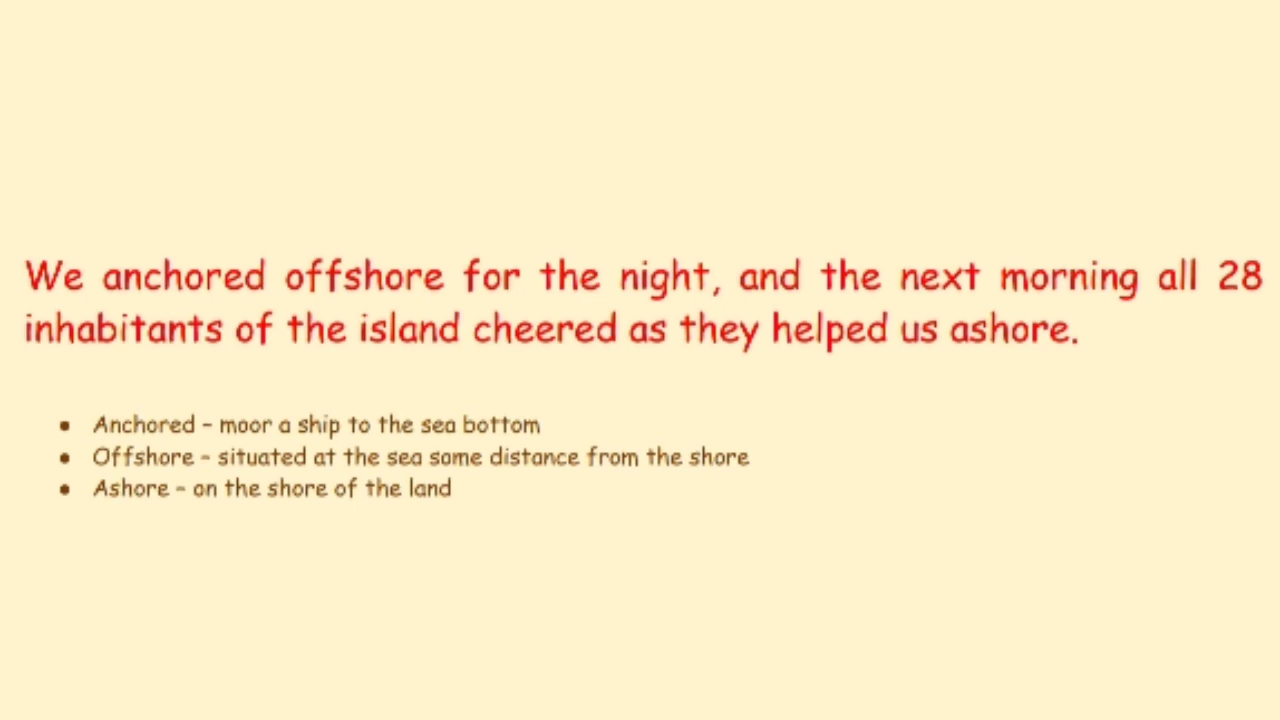 We anchored offshore for the night, and the next morning all 28
inhabitants of the island cheered as they helped us ashore.
• Anchored – moor a ship to the sea bottom
• Offshore – situated at the sea some distance from the shore
• Ashore – on the shore of the land